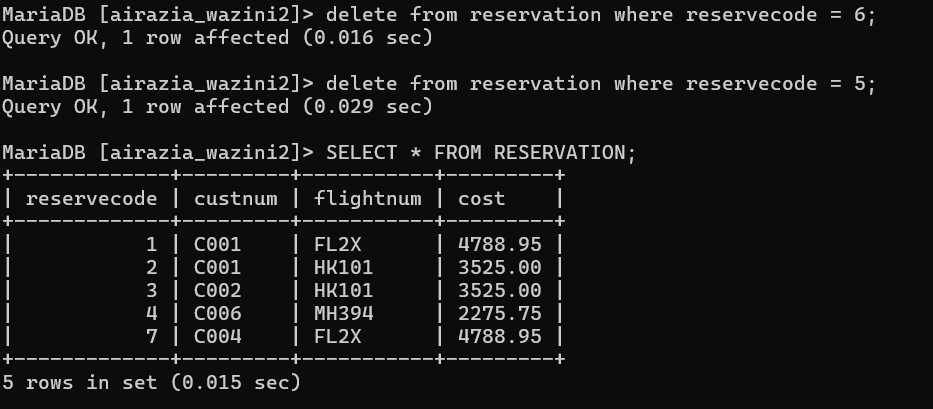 MariaDB [airazia_wazini2]> delete from reservation where reservecode = 6;
Query OK, 1 row affected (0.016 sec)
MariaDB [airazia_wazini2]> delete from reservation where reservecode = 5;
Query OK, 1 row affected (0.029 sec)
MariaDB [airazia_wazini2]> SELECT * FROM RESERVATION;
+-------------+---------+-----------+---------+
| reservecode | custnum | flightnum | cost    |
+-------------+---------+-----------+---------+
|           1 | C001    | FL2X      | 4788.95 |
|           2 | C001    | HK101     | 3525.00 |
|           3 | C002    | HK101     | 3525.00 |
|           4 | C006    | MH394     | 2275.75 |
|           7 | C004    | FL2X      | 4788.95 |
+-------------+---------+-----------+---------+
5 rows in set (0.015 sec)